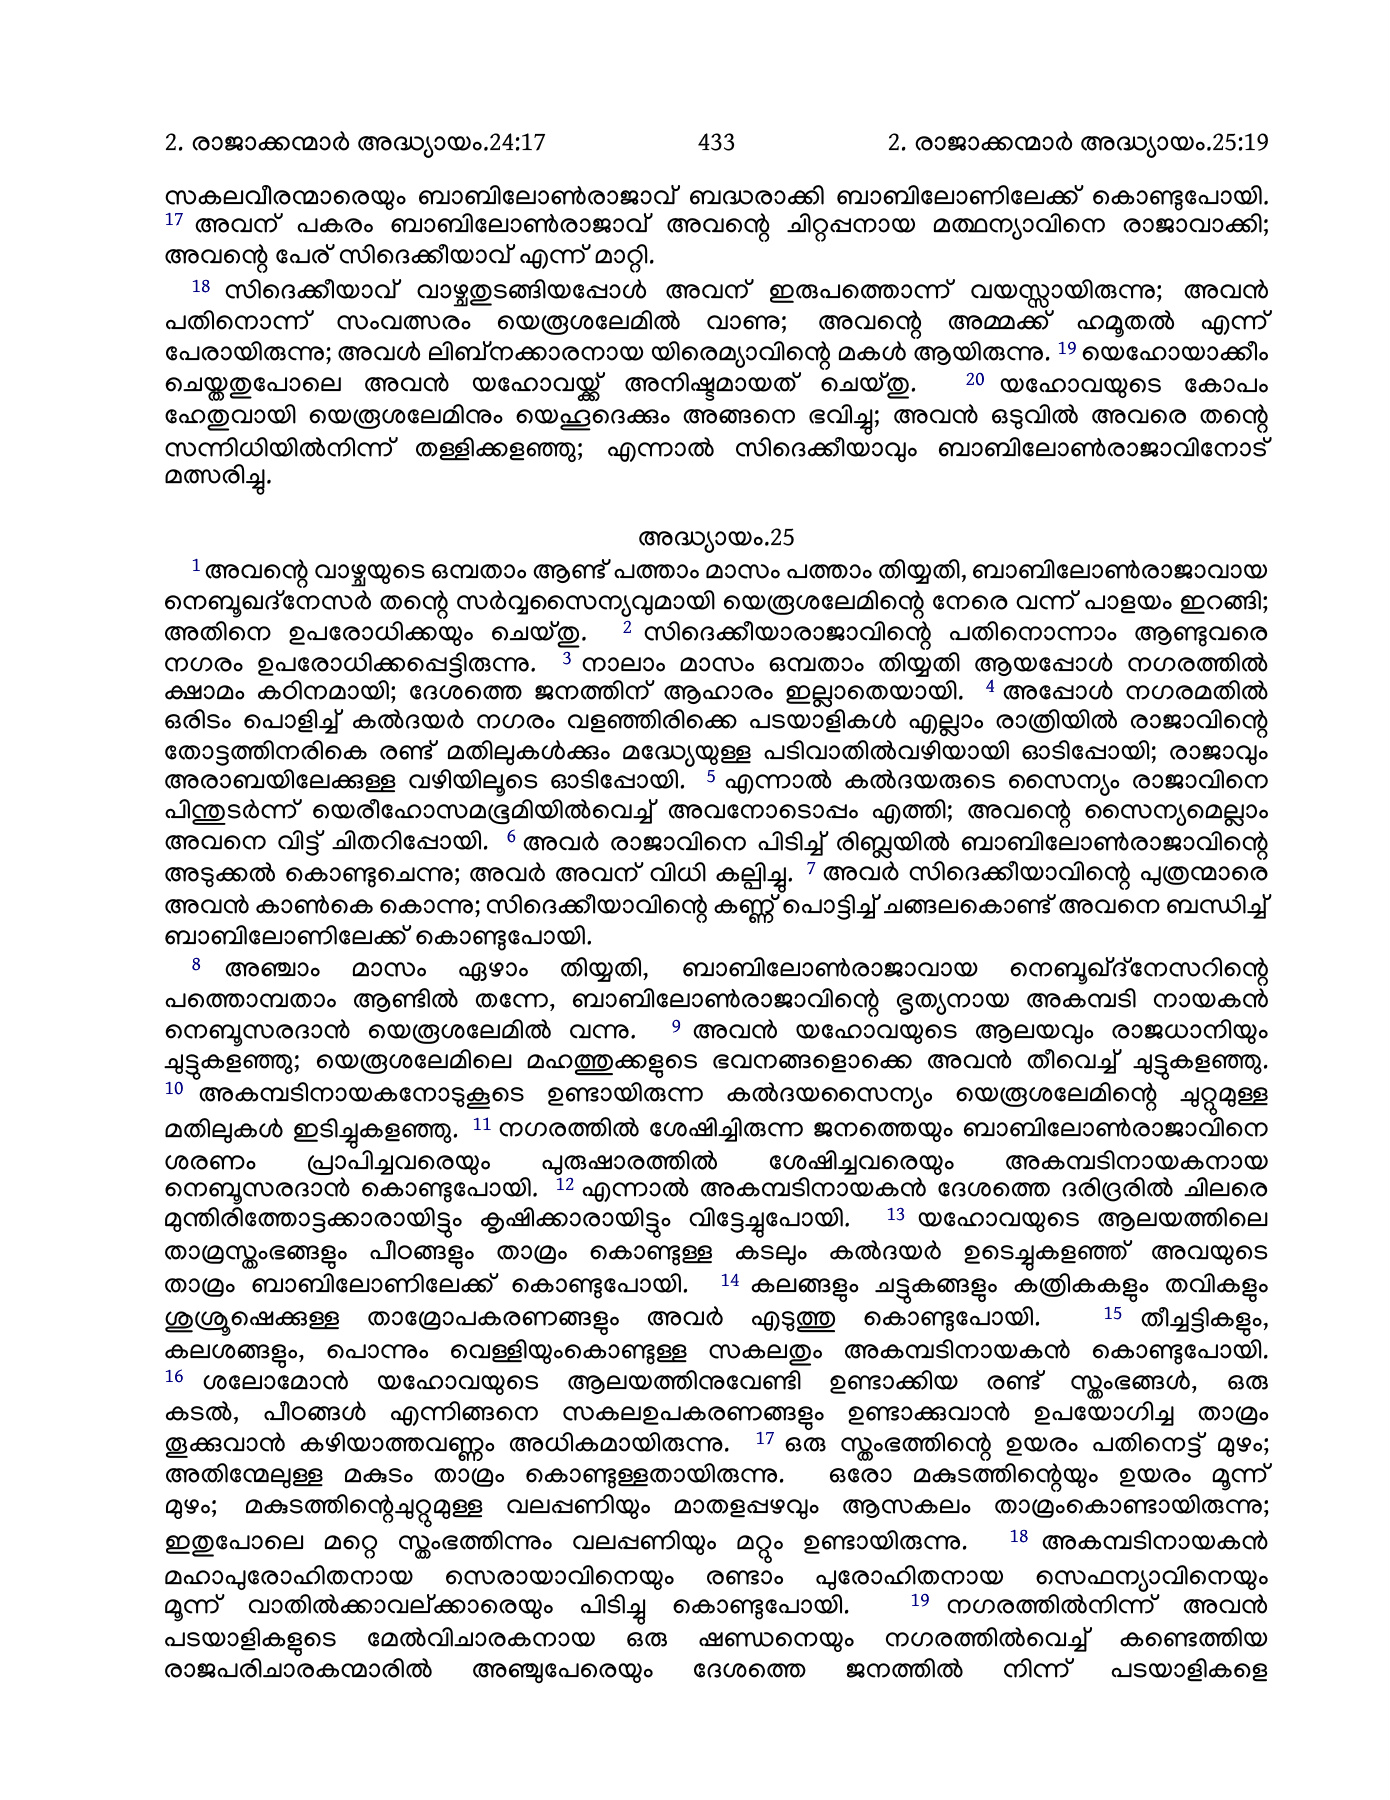 2. രാജാക്കന്മാർ അദ്ധ്യായം.24:17 433 2. രാജാക്കന്മാർ അദ്ധ്യായം.25:19
സകലവീരന്മാരെയും ബാബിലോൺരാജാവ് ബദ്ധരാക്കി ബാബിലോണിലേക്ക് കൊണ്ടുപോയി.
17 അവന് പകരം ബാബിലോൺരാജാവ് അവന്റെ ചിറ്റപ്പനായ മത്ഥന്യാവിനെ രാജാവാക്കി;
അവന്റെ പേര് സിദെക്കീയാവ് എന്ന് മാറ്റി.
18 സിദെക്കീയാവ് വാഴ്ചതുടങ്ങിയപ്പോൾ അവന് ഇരുപത്തൊന്ന് വയസ്സായിരുന്നു; അവൻ
പതിനൊന്ന് സംവത്സരം യെരൂശലേമിൽ വാണു; അവന്റെ അമ്മക്ക് ഹമൂതൽ എന്ന്
പേരായിരുന്നു; അവൾ ലിബ്നക്കാരനായ യിരെമ്യാവിന്റെ മകൾ ആയിരുന്നു. 19 യെഹോയാക്കീം
ചെയ്തതുപോലെ അവൻ യഹോവയ്ക്ക് അനിഷ്ടമായത് ചെയ്തു. 20 യഹോവയുടെ കോപം
ഹേതുവായി യെരൂശലേമിനും യെഹൂദെക്കും അങ്ങനെ ഭവിച്ചു; അവൻ ഒടുവിൽ അവരെ തന്റെ
സന്നിധിയിൽനിന്ന് തള്ളിക്കളഞ്ഞു; എന്നാൽ സിദെക്കീയാവും ബാബിലോൺരാജാവിനോട്
മത്സരിച്ചു.
അദ്ധ്യായം.25
1 അവന്റെ വാഴ്ചയുടെ ഒമ്പതാം ആണ്ട് പത്താം മാസം പത്താം തിയ്യതി, ബാബിലോൺരാജാവായ
നെബൂഖദ്നേസർ തന്റെ സർവ്വസൈന്യവുമായി യെരൂശലേമിന്റെ നേരെ വന്ന് പാളയം ഇറങ്ങി;
അതിനെ ഉപരോധിക്കയും ചെയ്തു. 2 സിദെക്കീയാരാജാവിന്റെ പതിനൊന്നാം ആണ്ടുവരെ
നഗരം ഉപരോധിക്കപ്പെട്ടിരുന്നു. 3 നാലാം മാസം ഒമ്പതാം തിയ്യതി ആയപ്പോൾ നഗരത്തിൽ
ക്ഷാമം കഠിനമായി; ദേശത്തെ ജനത്തിന് ആഹാരം ഇല്ലാതെയായി. 4 അപ്പോൾ നഗരമതിൽ
ഒരിടം പൊളിച്ച് കൽദയർ നഗരം വളഞ്ഞിരിക്കെ പടയാളികൾ എല്ലാം രാത്രിയിൽ രാജാവിന്റെ
തോട്ടത്തിനരികെ രണ്ട് മതിലുകൾക്കും മദ്ധ്യേയുള്ള പടിവാതിൽവഴിയായി ഓടിപ്പോയി; രാജാവും
അരാബയിലേക്കുള്ള വഴിയിലൂടെ ഓടിപ്പോയി. 5 എന്നാൽ കൽദയരുടെ സൈന്യം രാജാവിനെ
പിന്തുടർന്ന് യെരീഹോസമഭൂമിയിൽവെച്ച് അവനോടൊപ്പം എത്തി; അവന്റെ സൈന്യമെല്ലാം
അവനെ വിട്ട് ചിതറിപ്പോയി. 6 അവർ രാജാവിനെ പിടിച്ച് രിബ്ലയിൽ ബാബിലോൺരാജാവിന്റെ
അടുക്കൽ കൊണ്ടുചെന്നു; അവർ അവന് വിധി കല്പിച്ചു. 7 അവർ സിദെക്കീയാവിന്റെ പുത്രന്മാരെ
അവൻ കാൺകെ കൊന്നു; സിദെക്കീയാവിന്റെ കണ്ണ് പൊട്ടിച്ച് ചങ്ങലകൊണ്ട് അവനെ ബന്ധിച്ച്
ബാബിലോണിലേക്ക് കൊണ്ടുപോയി.
8 അഞ്ചാം മാസം ഏഴാം തിയ്യതി, ബാബിലോൺരാജാവായ നെബൂഖ്ദ്നേസറിന്റെ
പത്തൊമ്പതാം ആണ്ടിൽ തന്നേ, ബാബിലോൺരാജാവിന്റെ ഭൃത്യനായ അകമ്പടി നായകൻ
നെബൂസരദാൻ യെരൂശലേമിൽ വന്നു. 9 അവൻ യഹോവയുടെ ആലയവും രാജധാനിയും
ചുട്ടുകളഞ്ഞു; യെരൂശലേമിലെ മഹത്തുക്കളുടെ ഭവനങ്ങളൊക്കെ അവൻ തീവെച്ച് ചുട്ടുകളഞ്ഞു.
10 അകമ്പടിനായകനോടുകൂടെ ഉണ്ടായിരുന്ന കൽദയസൈന്യം യെരൂശലേമിന്റെ ചുറ്റുമുള്ള
മതിലുകൾ ഇടിച്ചുകളഞ്ഞു. 11 നഗരത്തിൽ ശേഷിച്ചിരുന്ന ജനത്തെയും ബാബിലോൺരാജാവിനെ
ശരണം പ്രാപിച്ചവരെയും പുരുഷാരത്തിൽ ശേഷിച്ചവരെയും അകമ്പടിനായകനായ
നെബൂസരദാൻ കൊണ്ടുപോയി. 12 എന്നാൽ അകമ്പടിനായകൻ ദേശത്തെ ദരിദ്രരിൽ ചിലരെ
മുന്തിരിത്തോട്ടക്കാരായിട്ടും കൃഷിക്കാരായിട്ടും വിട്ടേച്ചുപോയി. 13 യഹോവയുടെ ആലയത്തിലെ
താമ്രസ്തംഭങ്ങളും പീഠങ്ങളും താമ്രം കൊണ്ടുള്ള കടലും കൽദയർ ഉടെച്ചുകളഞ്ഞ് അവയുടെ
താമ്രം ബാബിലോണിലേക്ക് കൊണ്ടുപോയി. 14 കലങ്ങളും ചട്ടുകങ്ങളും കത്രികകളും തവികളും
ശുശ്രൂഷെക്കുള്ള താമ്രോപകരണങ്ങളും അവർ എടുത്തു കൊണ്ടുപോയി. 15 തീച്ചട്ടികളും,
കലശങ്ങളും, പൊന്നും വെള്ളിയുംകൊണ്ടുള്ള സകലതും അകമ്പടിനായകൻ കൊണ്ടുപോയി.
16 ശലോമോൻ യഹോവയുടെ ആലയത്തിനുവേണ്ടി ഉണ്ടാക്കിയ രണ്ട് സ്തംഭങ്ങൾ, ഒരു
കടൽ, പീഠങ്ങൾ എന്നിങ്ങനെ സകലഉപകരണങ്ങളും ഉണ്ടാക്കുവാൻ ഉപയോഗിച്ച താമ്രം
തൂക്കുവാൻ കഴിയാത്തവണ്ണം അധികമായിരുന്നു. 17 ഒരു സ്തംഭത്തിന്റെ ഉയരം പതിനെട്ട് മുഴം;
അതിന്മേലുള്ള മകുടം താമ്രം കൊണ്ടുള്ളതായിരുന്നു. ഒരോ മകുടത്തിന്റെയും ഉയരം മൂന്ന്
മുഴം; മകുടത്തിന്റെചുറ്റുമുള്ള വലപ്പണിയും മാതളപ്പഴവും ആസകലം താമ്രംകൊണ്ടായിരുന്നു;
ഇതുപോലെ മറ്റെ സ്തംഭത്തിന്നും വലപ്പണിയും മറ്റും ഉണ്ടായിരുന്നു. 18 അകമ്പടിനായകൻ
മഹാപുരോഹിതനായ സെരായാവിനെയും രണ്ടാം പുരോഹിതനായ സെഫന്യാവിനെയും
മൂന്ന് വാതിൽക്കാവല്ക്കാരെയും പിടിച്ചു കൊണ്ടുപോയി. 19 നഗരത്തിൽനിന്ന് അവൻ
പടയാളികളുടെ മേൽവിചാരകനായ ഒരു ഷണ്ഡനെയും നഗരത്തിൽവെച്ച് കണ്ടെത്തിയ
രാജപരിചാരകന്മാരിൽ അഞ്ചുപേരെയും ദേശത്തെ ജനത്തിൽ നിന്ന് പടയാളികളെ